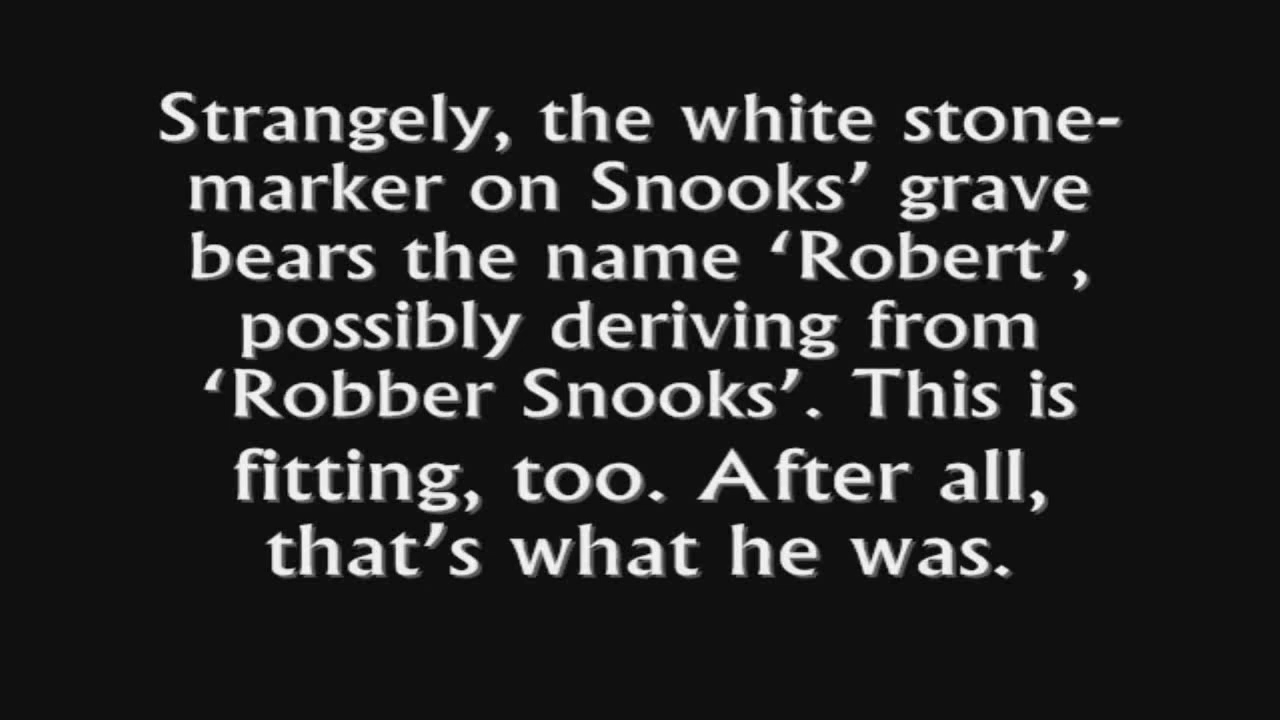 Strangely, the white stone-
marker on Snooks’ grave
bears the name ‘Robert’,
possibly deriving from
‘Robber Snooks’. This is
fitting, too. After all,
that’s what he was.